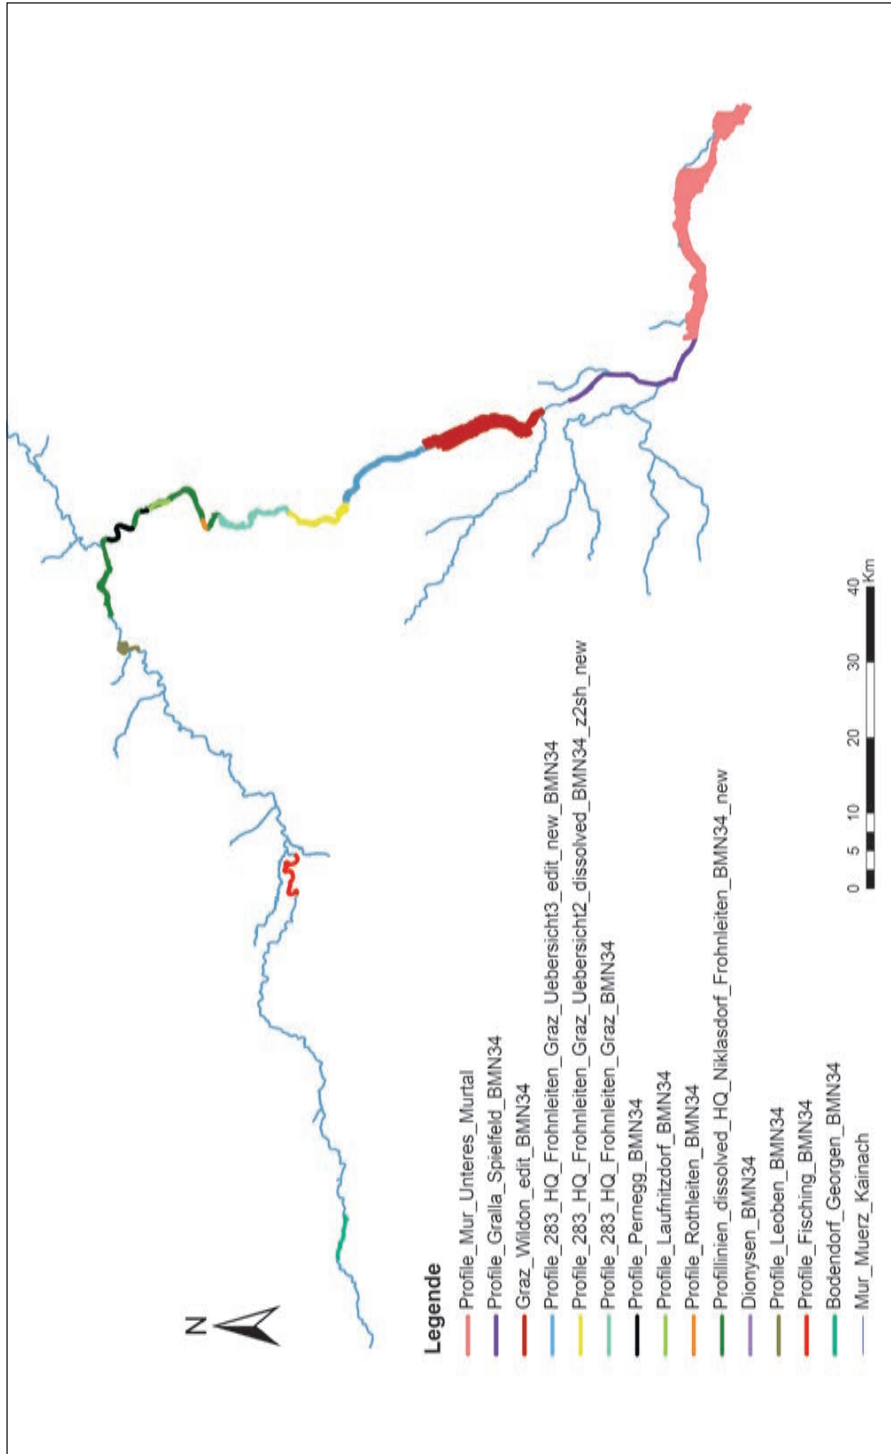 N
Legende
Profile_Mur_Unteres_Murtal
Profile_Gralla_Spielfeld_BMN34
Graz_Wildon_edit_BMN34
Profile_283_HQ_Frohnleiten_Graz_Uebersicht3_edit_new_BMN34
Profile_283_HQ_Frohnleiten_Graz_Uebersicht2_dissolved_BMN34_z2sh_new
Profile_283_HQ_Frohnleiten_Graz_BMN34
Profile_Pernegg_BMN34
Profile_Laufnitzdorf_BMN34
Profile_Rothleiten_BMN34
Profillinien_dissolved_HQ_Niklasdorf_Frohnleiten_BMN34_new
Dionysen_BMN34
Profile_Leoben_BMN34
Profile_Fisching_BMN34
Bodendorf_Georgen_BMN34
Mur_Muerz_Kainach
0 5 10 20 30 40
Km